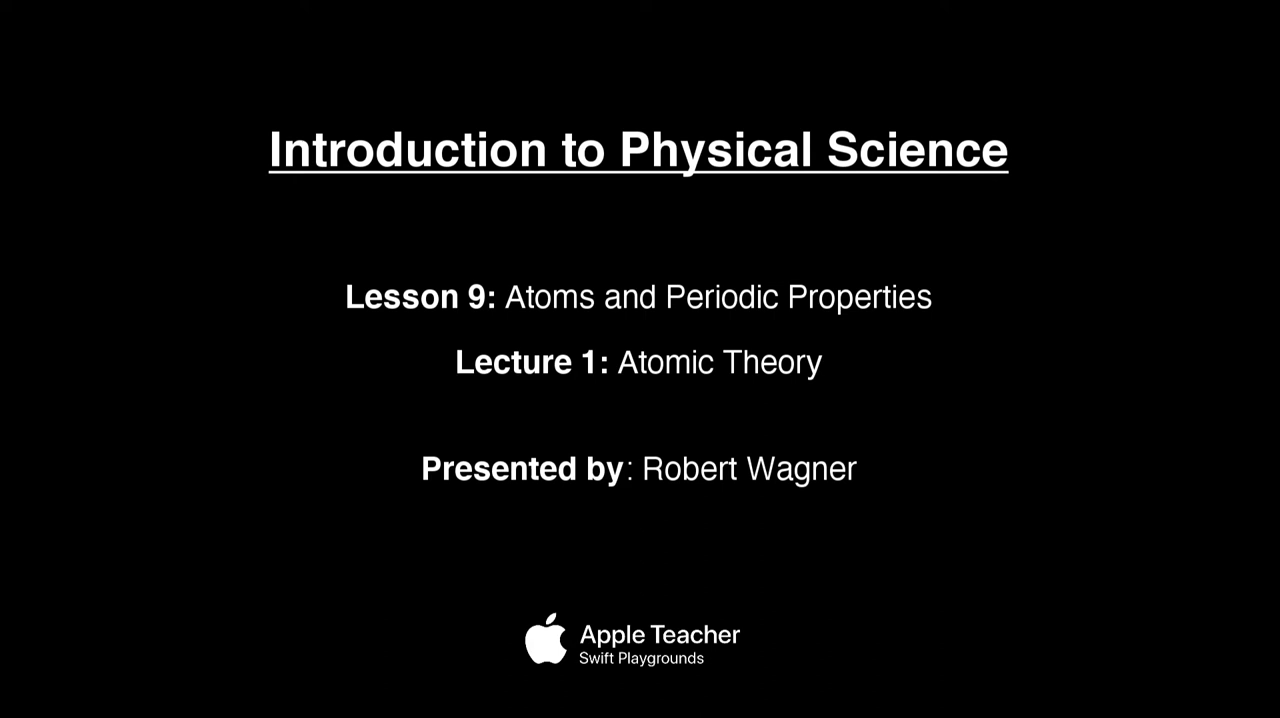 Introduction to Physical Science
Lesson 9: Atoms and Periodic Properties
Lecture 1: Atomic Theory
Presented by: Robert Wagner
Apple Teacher
Swift Playgrounds